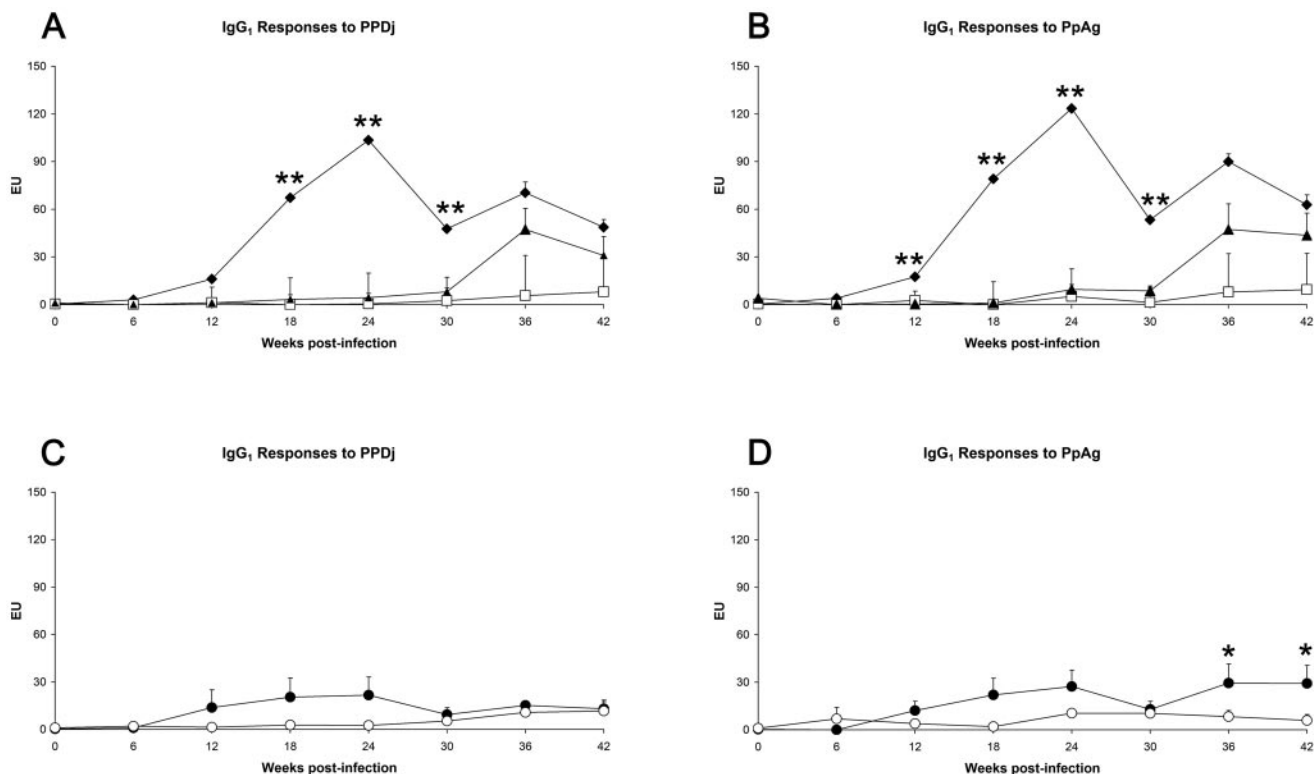 A
IgG₁ Responses to PPDj
150
120
90
60
30
0
EU
**
**
**
0 6 12 18 24 30 36 42
Weeks post-infection
B
IgG₁ Responses to PpAg
150
120
90
60
30
0
EU
**
**
**
**
0 6 12 18 24 30 36 42
Weeks post-infection
C
IgG₁ Responses to PPDj
150
120
90
60
30
0
EU
0 6 12 18 24 30 36 42
Weeks post-infection
D
IgG₁ Responses to PpAg
150
120
90
60
30
0
EU
* *
0 6 12 18 24 30 36 42
Weeks post-infection